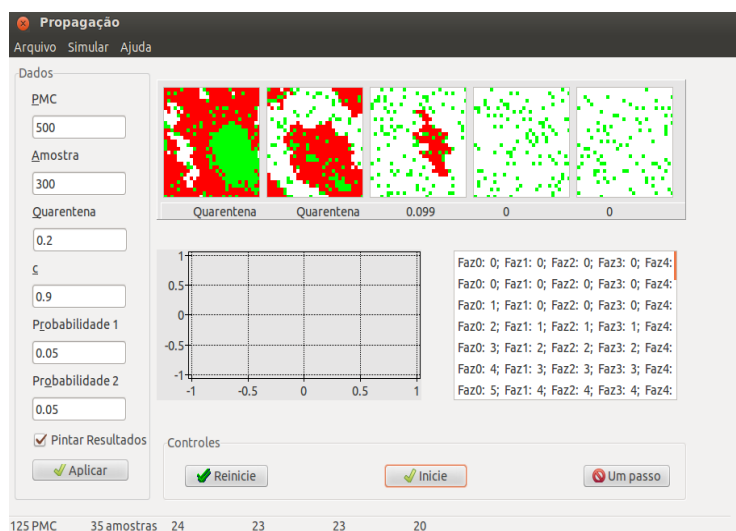 Propagação
Arquivo Simular Ajuda
Dados
PMC
500
Amostra
300
Quarentena
0.2
c
0.9
Probabilidade 1
0.05
Probabilidade 2
0.05
Pintar Resultados
Aplicar
Quarentena Quarentena 0.099 0 0
1
0.5
0
-0.5
-1
-1 -0.5 0 0.5 1
Faz0: 0; Faz1: 0; Faz2: 0; Faz3: 0; Faz4:
Faz0: 0; Faz1: 0; Faz2: 0; Faz3: 0; Faz4:
Faz0: 1; Faz1: 0; Faz2: 0; Faz3: 0; Faz4:
Faz0: 2; Faz1: 1; Faz2: 1; Faz3: 1; Faz4:
Faz0: 3; Faz1: 2; Faz2: 2; Faz3: 2; Faz4:
Faz0: 4; Faz1: 3; Faz2: 3; Faz3: 3; Faz4:
Faz0: 5; Faz1: 4; Faz2: 4; Faz3: 4; Faz4:
Controles
Reinicie Inicie Um passo
125 PMC 35 amostras 24 23 23 20